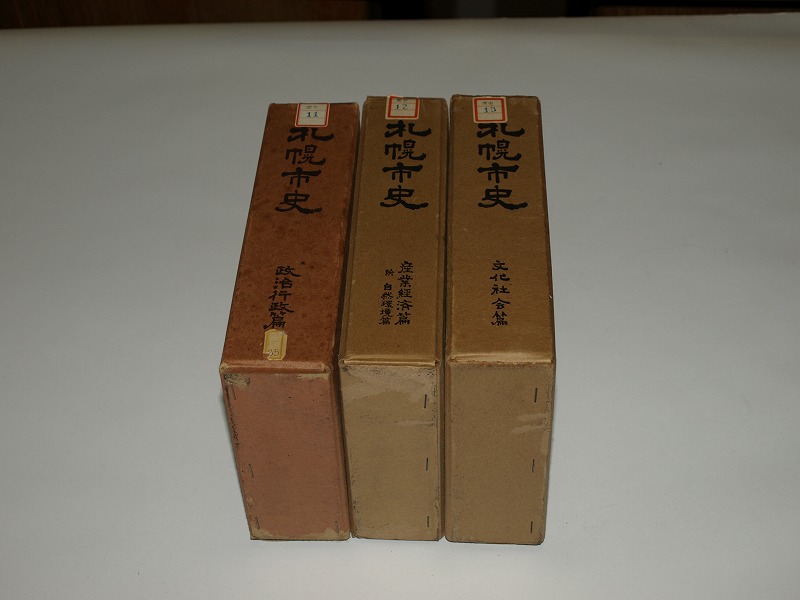 11
札幌市史
政治行政篇
12
札幌市史
産業経済篇
附 自然環境篇
13
札幌市史
文化社会篇